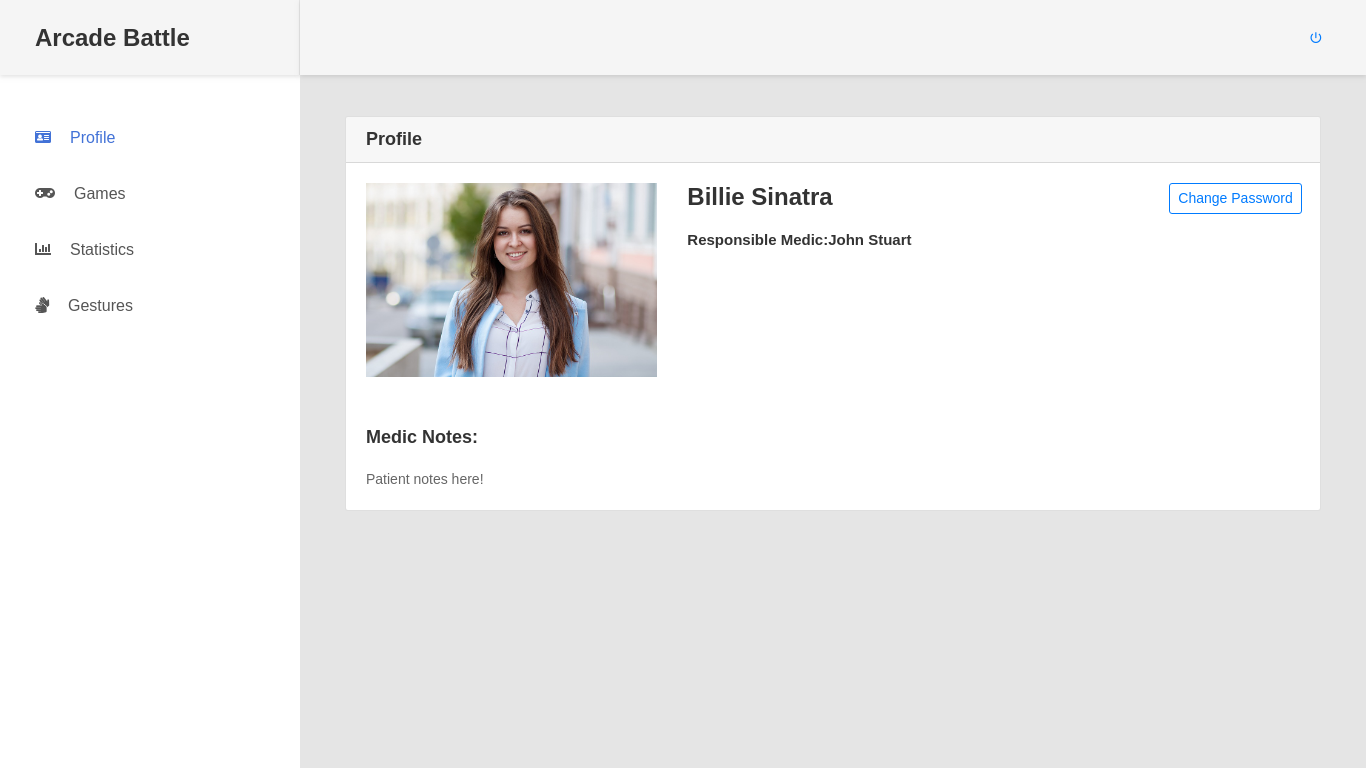 Arcade Battle
Profile
Games
Statistics
Gestures
Profile
Billie Sinatra
Change Password
Responsible Medic:John Stuart
Medic Notes:
Patient notes here!